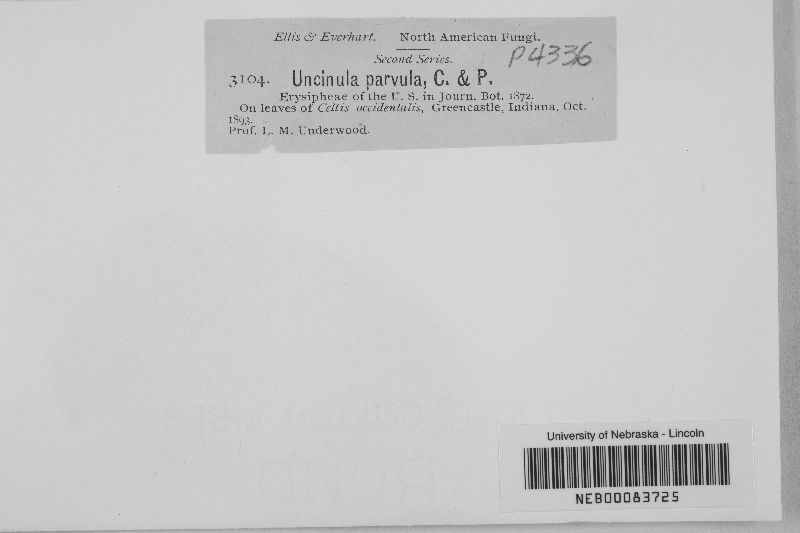 Ellis & Everhart. North American Fungi.
Second Series.
P4336
3104. Uncinula parvula, C. & P.
Erysipheae of the U. S. in Journ. Bot. 1872.
On leaves of Celtis occidentalis, Greencastle, Indiana, Oct.
1893.
Prof. L. M. Underwood.
University of Nebraska - Lincoln
NEB00083725